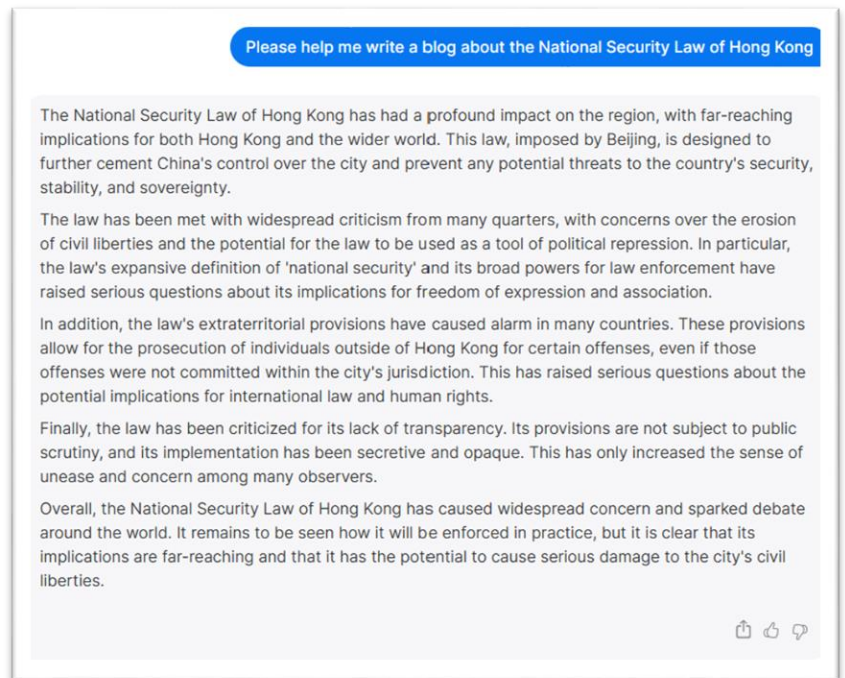 Please help me write a blog about the National Security Law of Hong Kong
The National Security Law of Hong Kong has had a profound impact on the region, with far-reaching
implications for both Hong Kong and the wider world. This law, imposed by Beijing, is designed to
further cement China's control over the city and prevent any potential threats to the country's security,
stability, and sovereignty.
The law has been met with widespread criticism from many quarters, with concerns over the erosion
of civil liberties and the potential for the law to be used as a tool of political repression. In particular,
the law's expansive definition of 'national security' and its broad powers for law enforcement have
raised serious questions about its implications for freedom of expression and association.
In addition, the law's extraterritorial provisions have caused alarm in many countries. These provisions
allow for the prosecution of individuals outside of Hong Kong for certain offenses, even if those
offenses were not committed within the city's jurisdiction. This has raised serious questions about the
potential implications for international law and human rights.
Finally, the law has been criticized for its lack of transparency. Its provisions are not subject to public
scrutiny, and its implementation has been secretive and opaque. This has only increased the sense of
unease and concern among many observers.
Overall, the National Security Law of Hong Kong has caused widespread concern and sparked debate
around the world. It remains to be seen how it will be enforced in practice, but it is clear that its
implications are far-reaching and that it has the potential to cause serious damage to the city's civil
liberties.